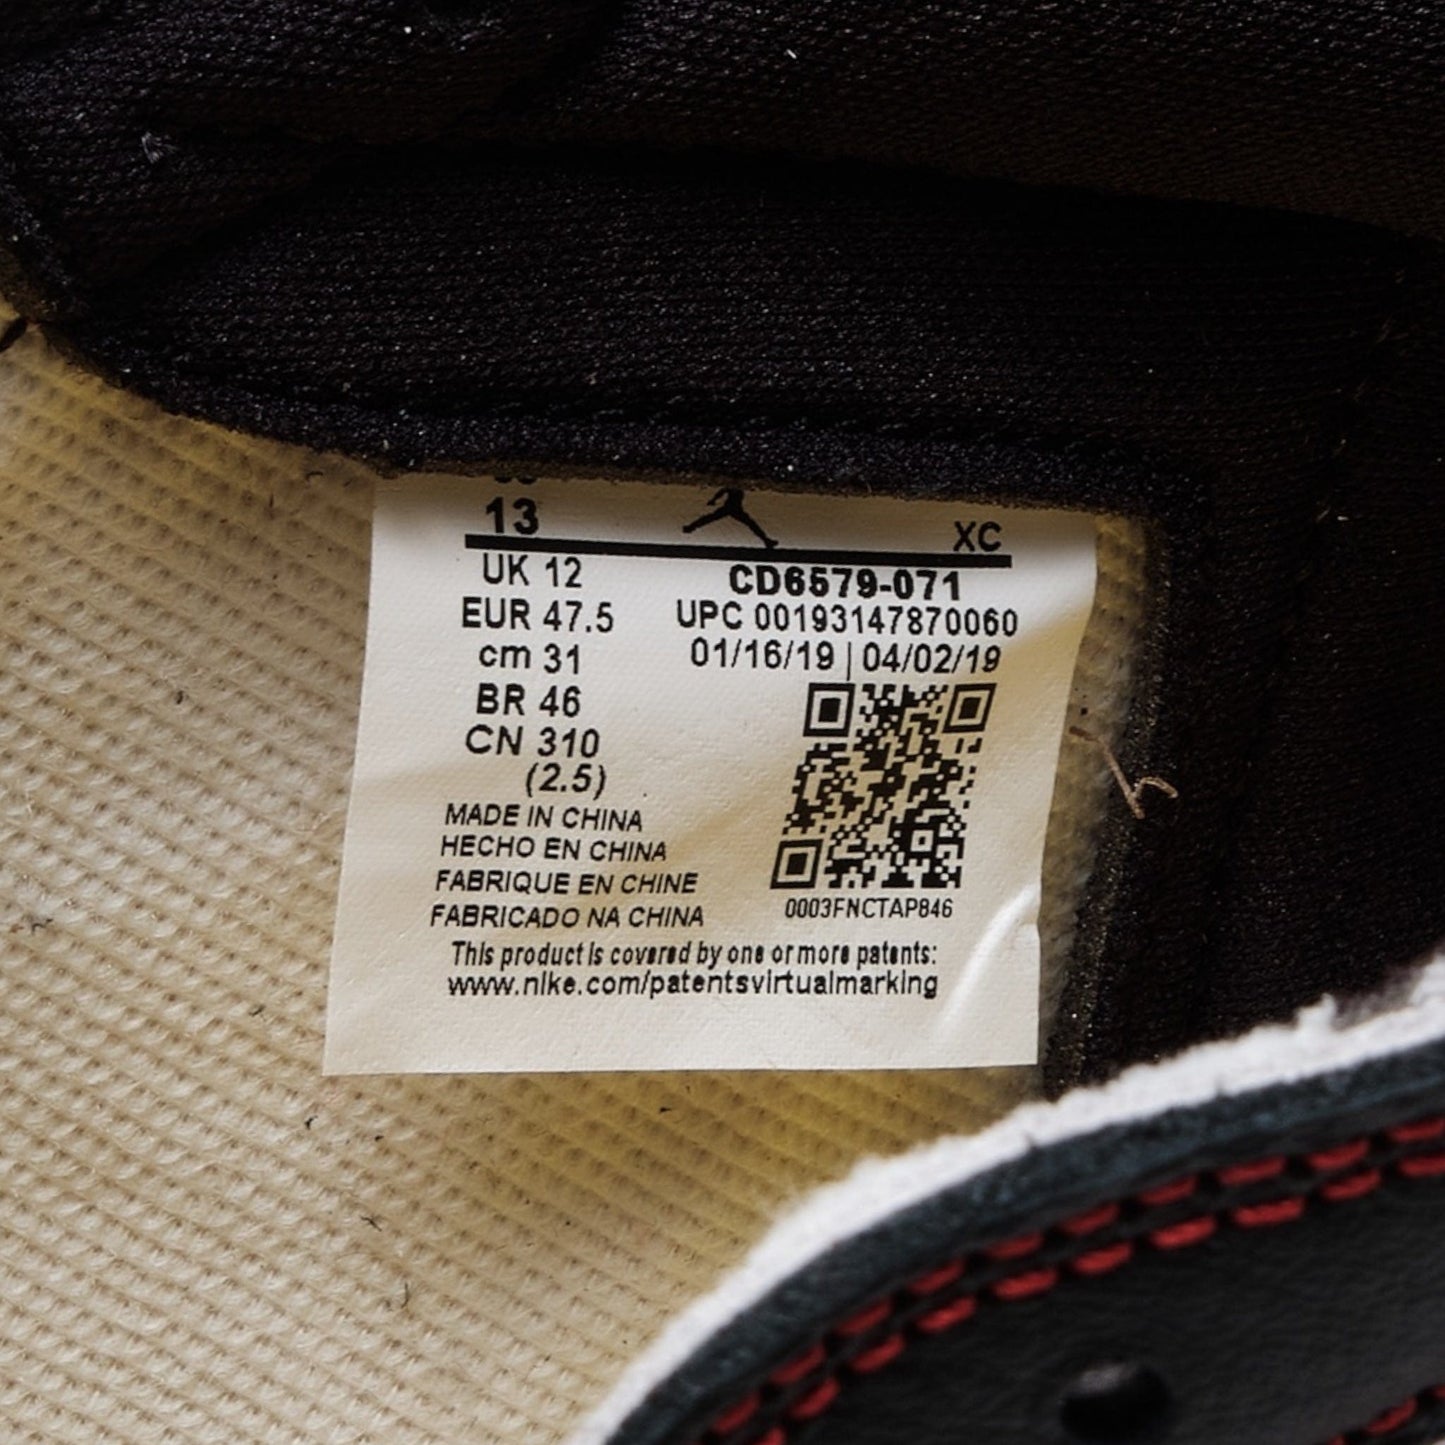 13 XC
UK 12 CD6579-071
EUR 47.5 UPC 00193147870060
cm 31 01/16/19 | 04/02/19
BR 46
CN 310
(2.5)
MADE IN CHINA
HECHO EN CHINA
FABRIQUE EN CHINE
FABRICADO NA CHINA
0003FNCTAP846
This product is covered by one or more patents:
www.nike.com/patentsvirtualmarking